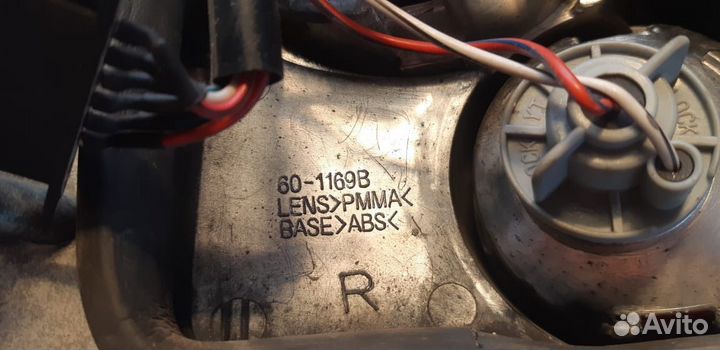 60-1169B
LENS>PMMA<
BASE>ABS<
R
Avito